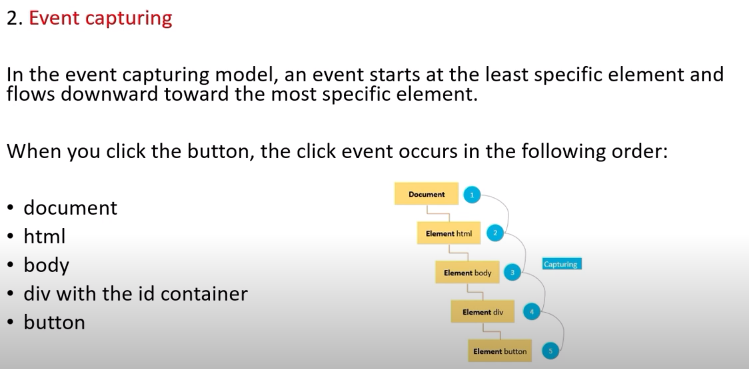 2. Event capturing
In the event capturing model, an event starts at the least specific element and
flows downward toward the most specific element.
When you click the button, the click event occurs in the following order:
• document
• html
• body
• div with the id container
• button
Document 1
Element html 2
Element body 3
Capturing
Element div 4
Element button 5